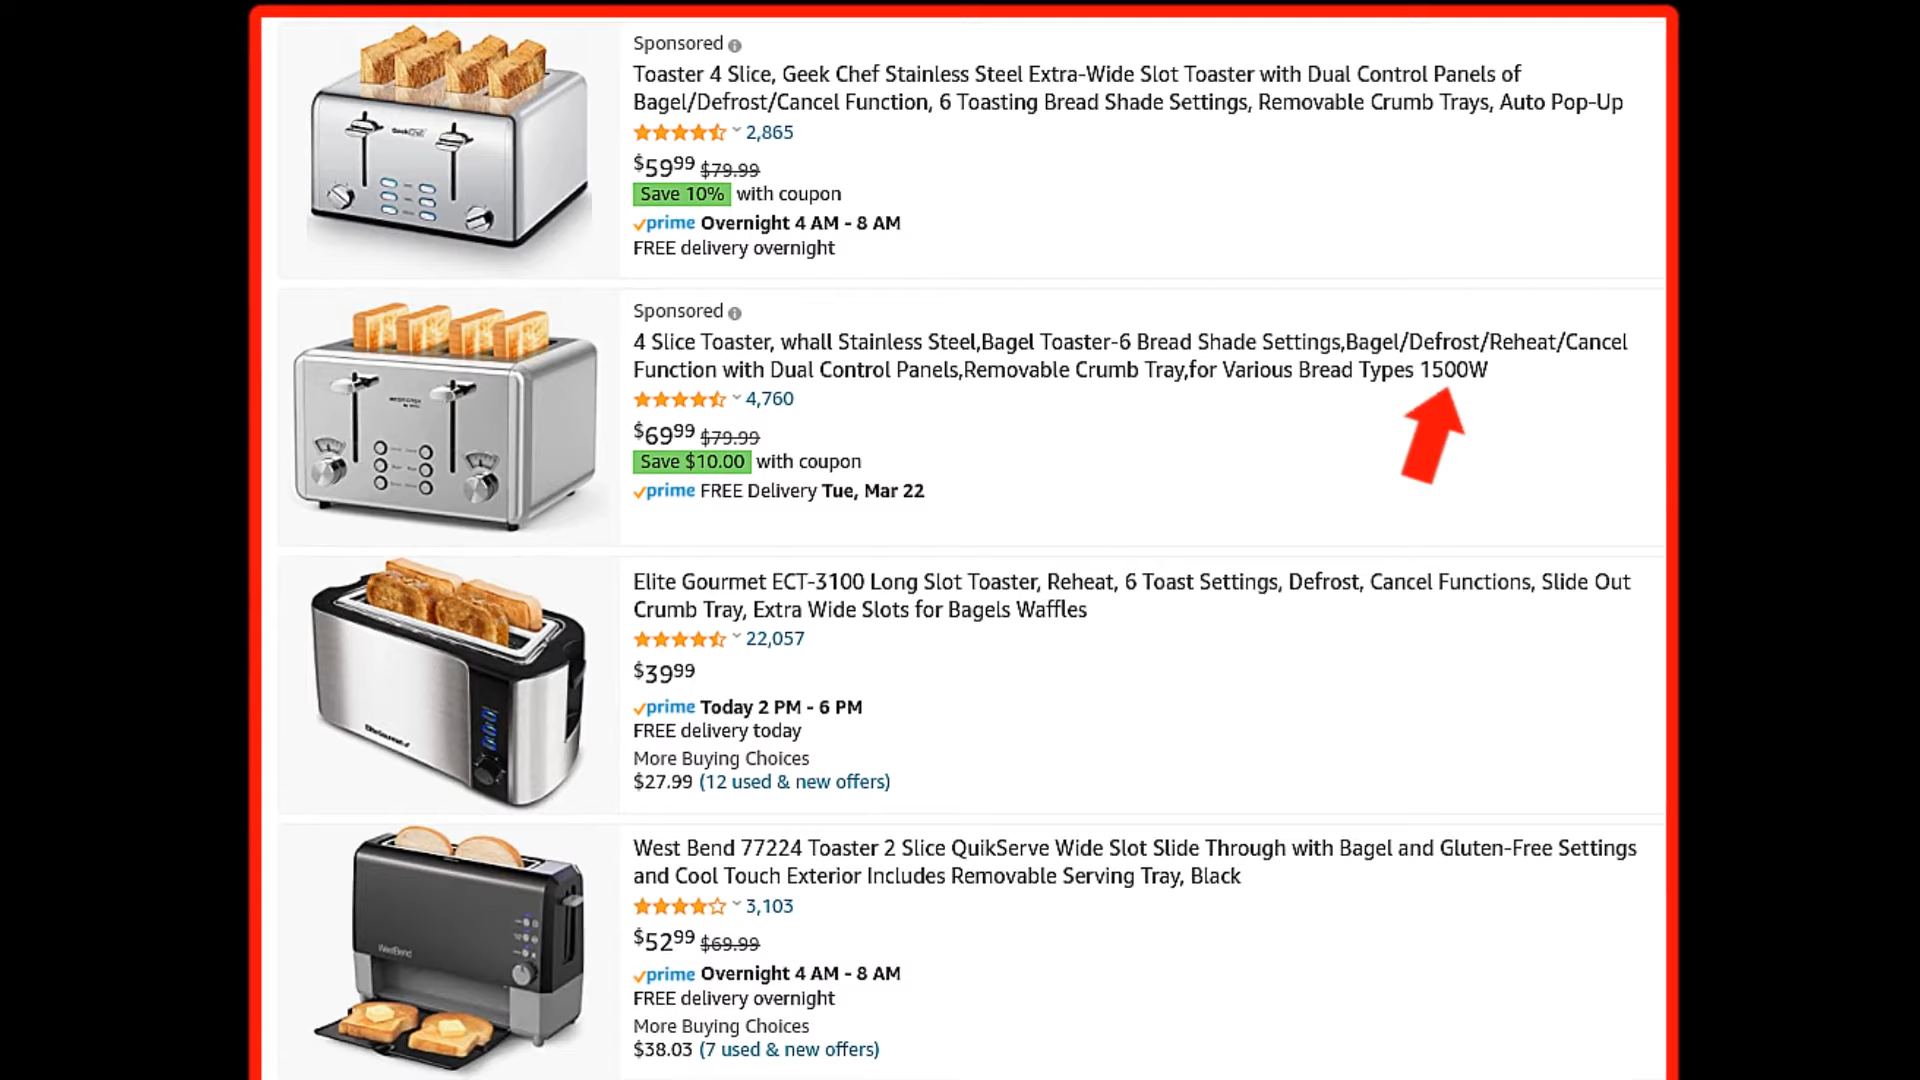 Sponsored
Toaster 4 Slice, Geek Chef Stainless Steel Extra-Wide Slot Toaster with Dual Control Panels of
Bagel/Defrost/Cancel Function, 6 Toasting Bread Shade Settings, Removable Crumb Trays, Auto Pop-Up
2,865
$59.99 $79.99
Save 10% with coupon
prime Overnight 4 AM - 8 AM
FREE delivery overnight
Sponsored
4 Slice Toaster, whall Stainless Steel,Bagel Toaster-6 Bread Shade Settings,Bagel/Defrost/Reheat/Cancel
Function with Dual Control Panels,Removable Crumb Tray,for Various Bread Types 1500W
4,760
$69.99 $79.99
Save $10.00 with coupon
prime FREE Delivery Tue, Mar 22
Elite Gourmet ECT-3100 Long Slot Toaster, Reheat, 6 Toast Settings, Defrost, Cancel Functions, Slide Out
Crumb Tray, Extra Wide Slots for Bagels Waffles
22,057
$39.99
prime Today 2 PM - 6 PM
FREE delivery today
More Buying Choices
$27.99 (12 used & new offers)
West Bend 77224 Toaster 2 Slice QuikServe Wide Slot Slide Through with Bagel and Gluten-Free Settings
and Cool Touch Exterior Includes Removable Serving Tray, Black
WestBend
3,103
$52.99 $69.99
prime Overnight 4 AM - 8 AM
FREE delivery overnight
More Buying Choices
$38.03 (7 used & new offers)